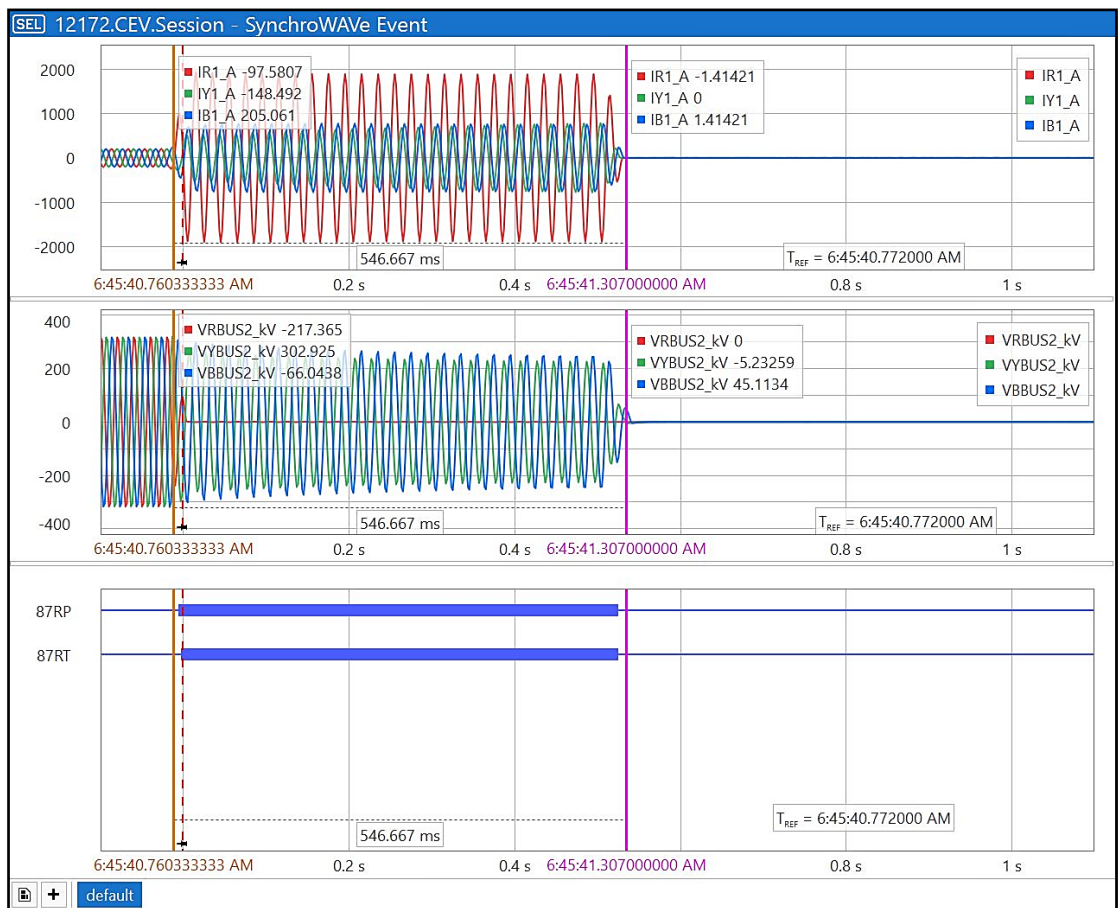 SEL 12172.CEV.Session - SynchroWAVe Event
2000
1000
0
-1000
-2000
IR1_A -97.5807
IY1_A -148.492
IB1_A 205.061
IR1_A -1.41421
IY1_A 0
IB1_A 1.41421
IR1_A
IY1_A
IB1_A
546.667 ms
TREF = 6:45:40.772000 AM
6:45:40.760333333 AM 0.2 s 0.4 s 6:45:41.307000000 AM 0.8 s 1 s
400
200
0
-200
-400
VRBUS2_kV -217.365
VYBUS2_kV 302.925
VBBUS2_kV -66.0438
VRBUS2_kV 0
VYBUS2_kV -5.23259
VBBUS2_kV 45.1134
VRBUS2_kV
VYBUS2_kV
VBBUS2_kV
546.667 ms
TREF = 6:45:40.772000 AM
6:45:40.760333333 AM 0.2 s 0.4 s 6:45:41.307000000 AM 0.8 s 1 s
87RP
87RT
546.667 ms
TREF = 6:45:40.772000 AM
6:45:40.760333333 AM 0.2 s 0.4 s 6:45:41.307000000 AM 0.8 s 1 s
+ default